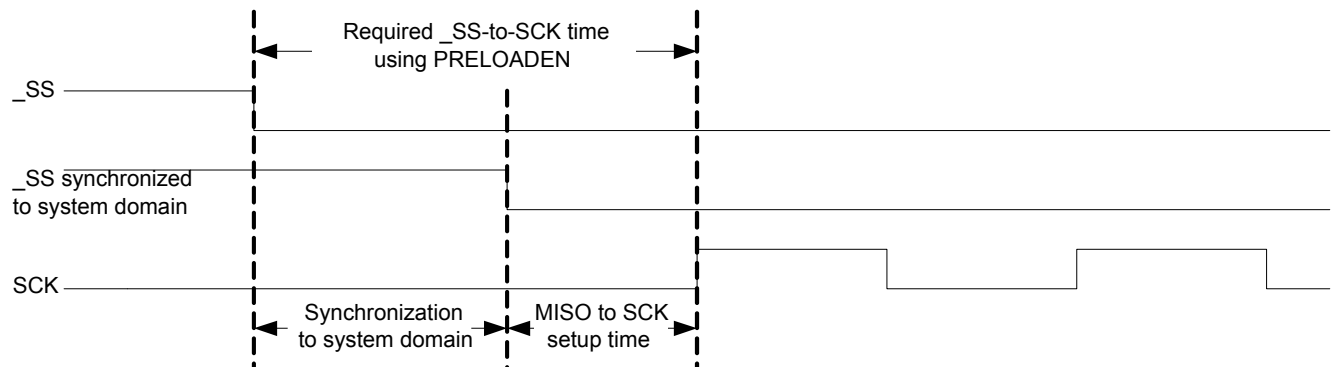 Required _SS-to-SCK time
using PRELOADEN
_SS
_SS synchronized
to system domain
SCK
Synchronization
to system domain
MISO to SCK
setup time